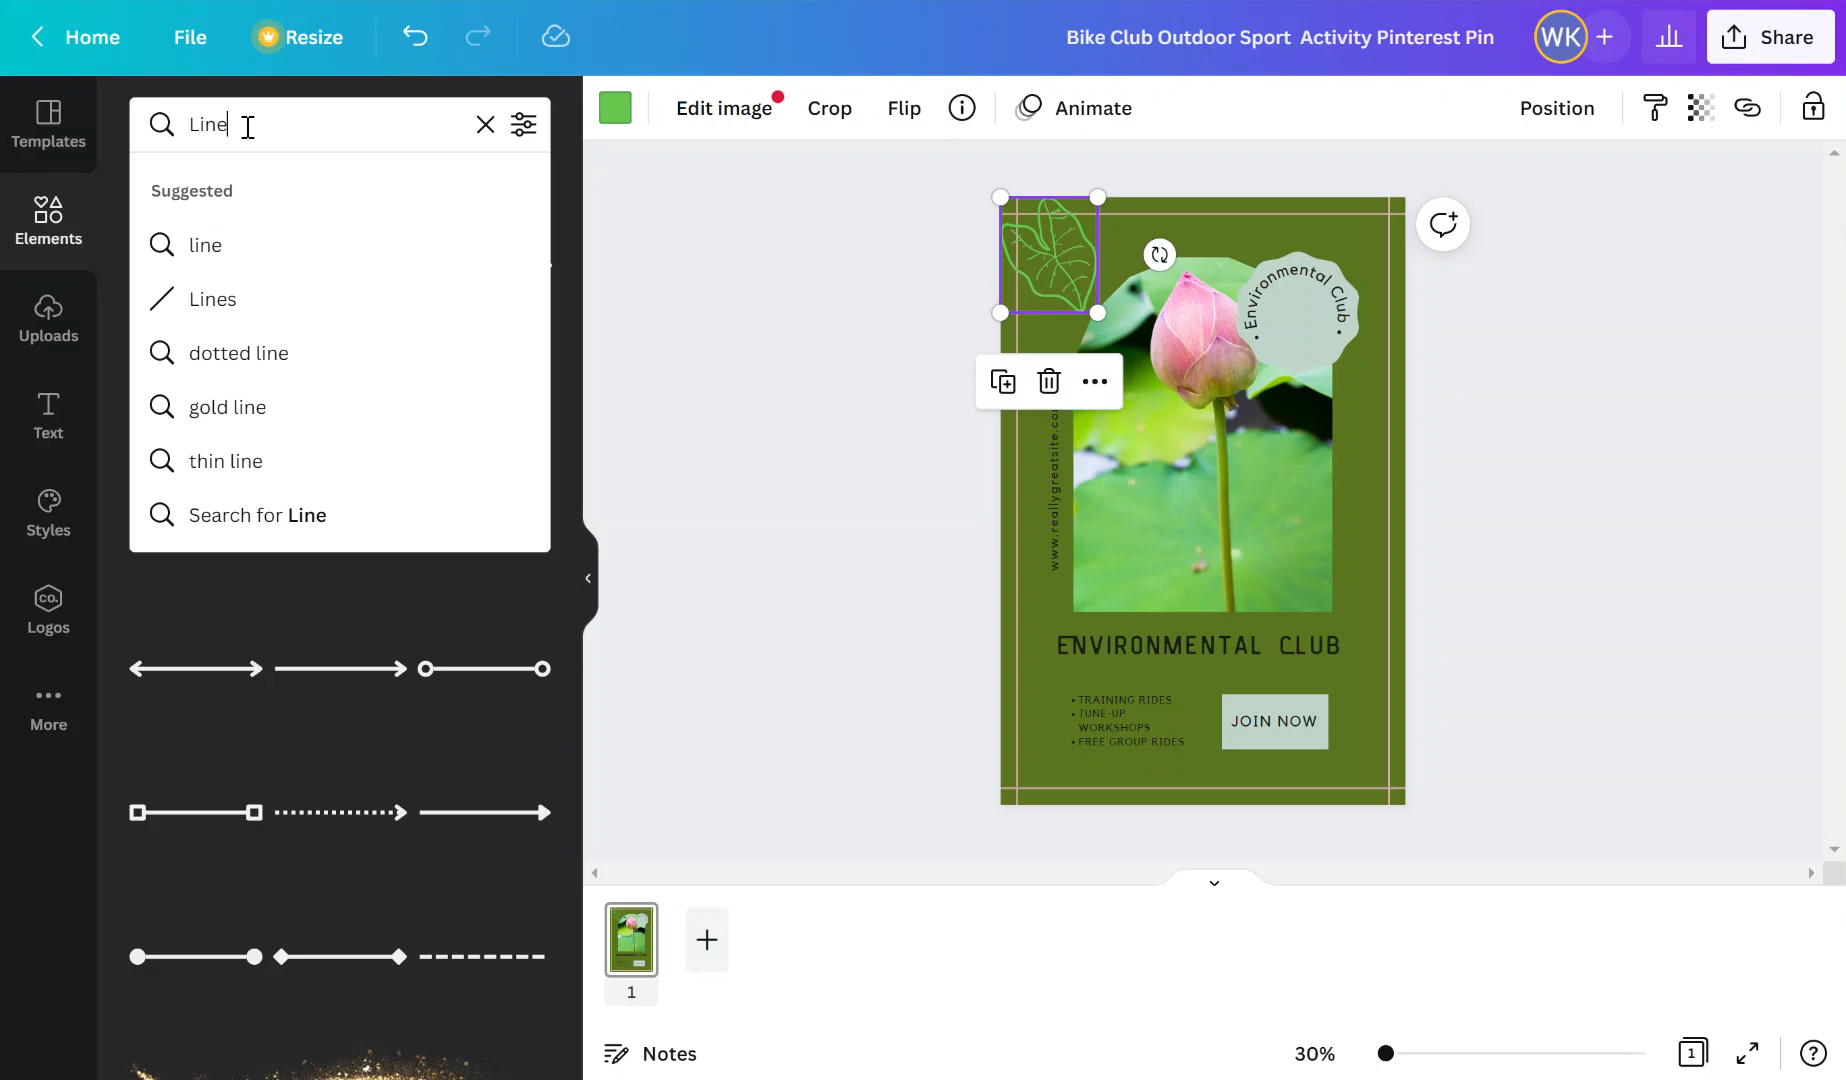 Home
File
Resize
Bike Club Outdoor Sport Activity Pinterest Pin
WK
Share
Templates
Elements
Uploads
Text
Styles
CO.
Logos
More
Line
Suggested
line
Lines
dotted line
gold line
thin line
Search for Line
Edit image
Crop
Flip
Animate
Position
• Environmental Club •
www.reallygreatsite.co
ENVIRONMENTAL CLUB
• TRAINING RIDES
• TUNE-UP
WORKSHOPS
• FREE GROUP RIDES
JOIN NOW
1
Notes
30%
1